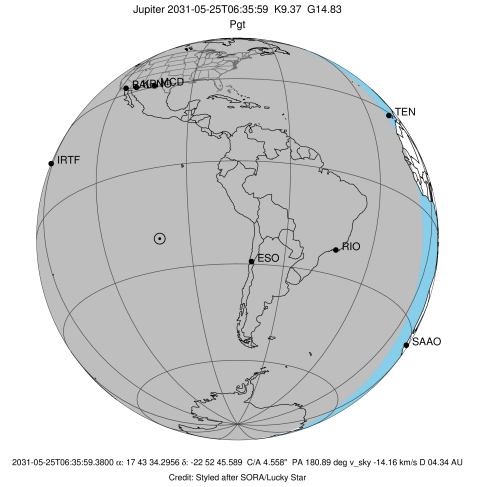 Jupiter 2031-05-25T06:35:59 K9.37 G14.83
Pgt
MCD
TEN
IRTF
RIO
ESO
SAAO
2031-05-25T06:35:59.3800 α: 17 43 34.2956 δ: -22 52 45.589 C/A 4.558" PA 180.89 deg v_sky -14.16 km/s D 04.34 AU
Credit: Styled after SORA/Lucky Star